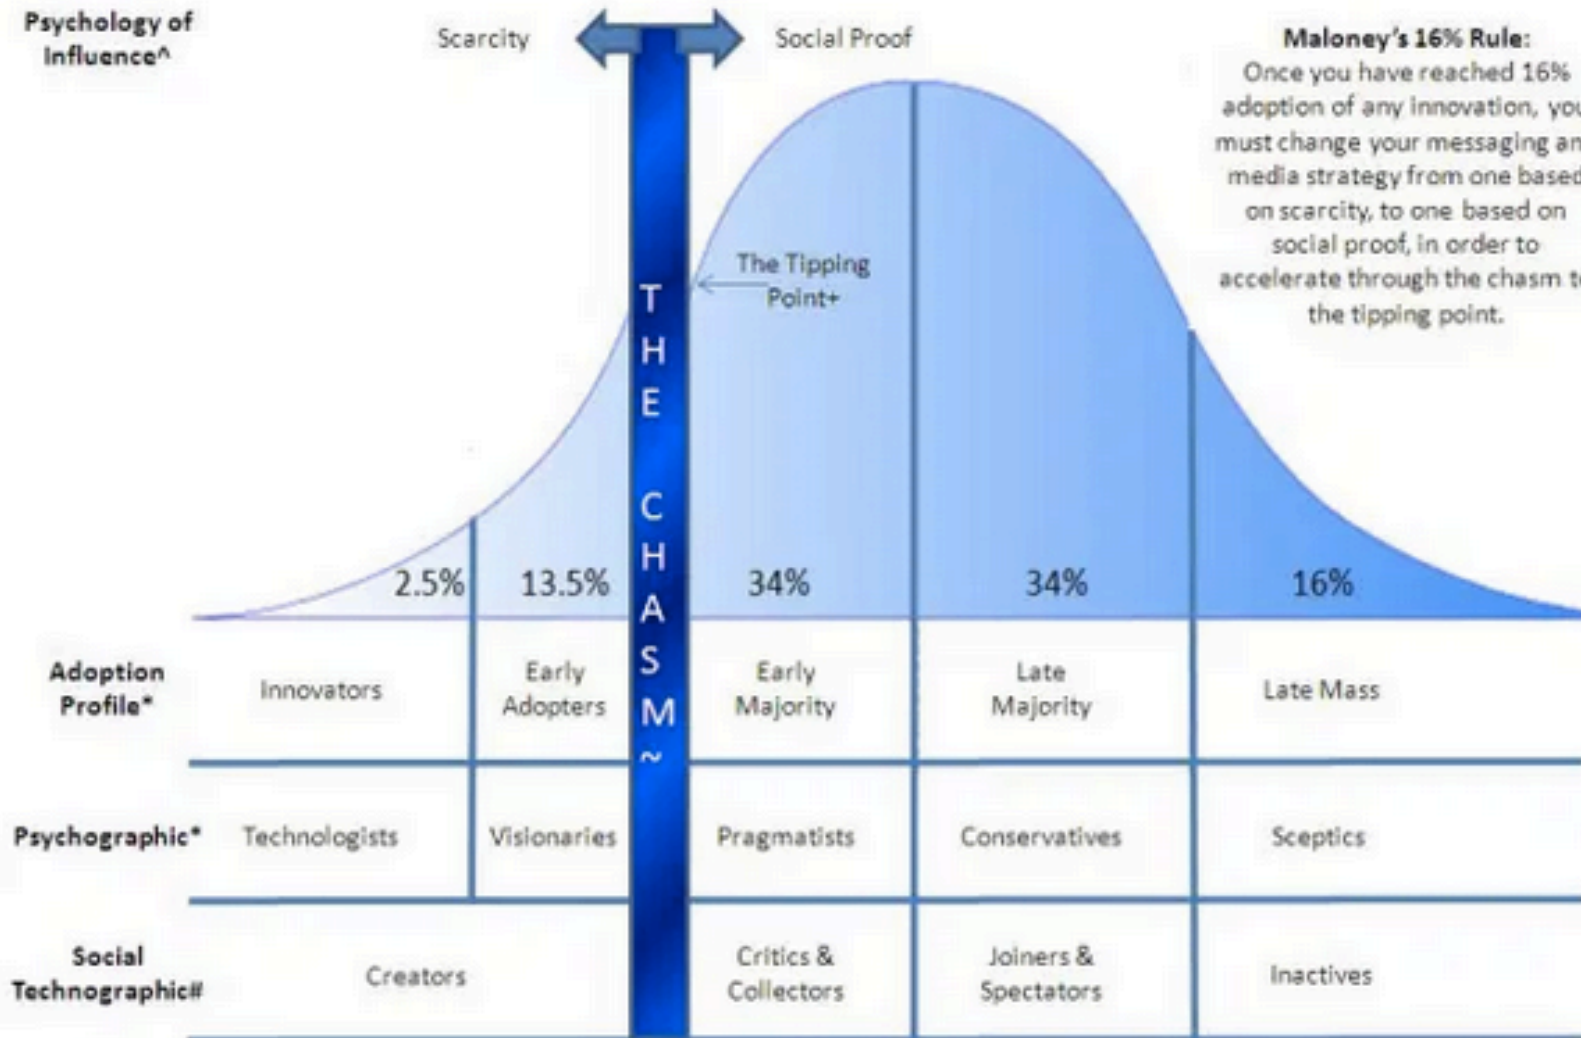 Psychology of
Influence^
Scarcity
Social Proof
Maloney's 16% Rule:
Once you have reached 16%
adoption of any innovation, you
must change your messaging an
media strategy from one based
on scarcity, to one based on
social proof, in order to
accelerate through the chasm to
the tipping point.
The Tipping
Point+
THE CHASM~
2.5%
13.5%
34%
34%
16%
Adoption
Profile*
Innovators
Early
Adopters
Early
Majority
Late
Majority
Late Mass
Psychographic*
Technologists
Visionaries
Pragmatists
Conservatives
Sceptics
Social
Technographic#
Creators
Critics &
Collectors
Joiners &
Spectators
Inactives